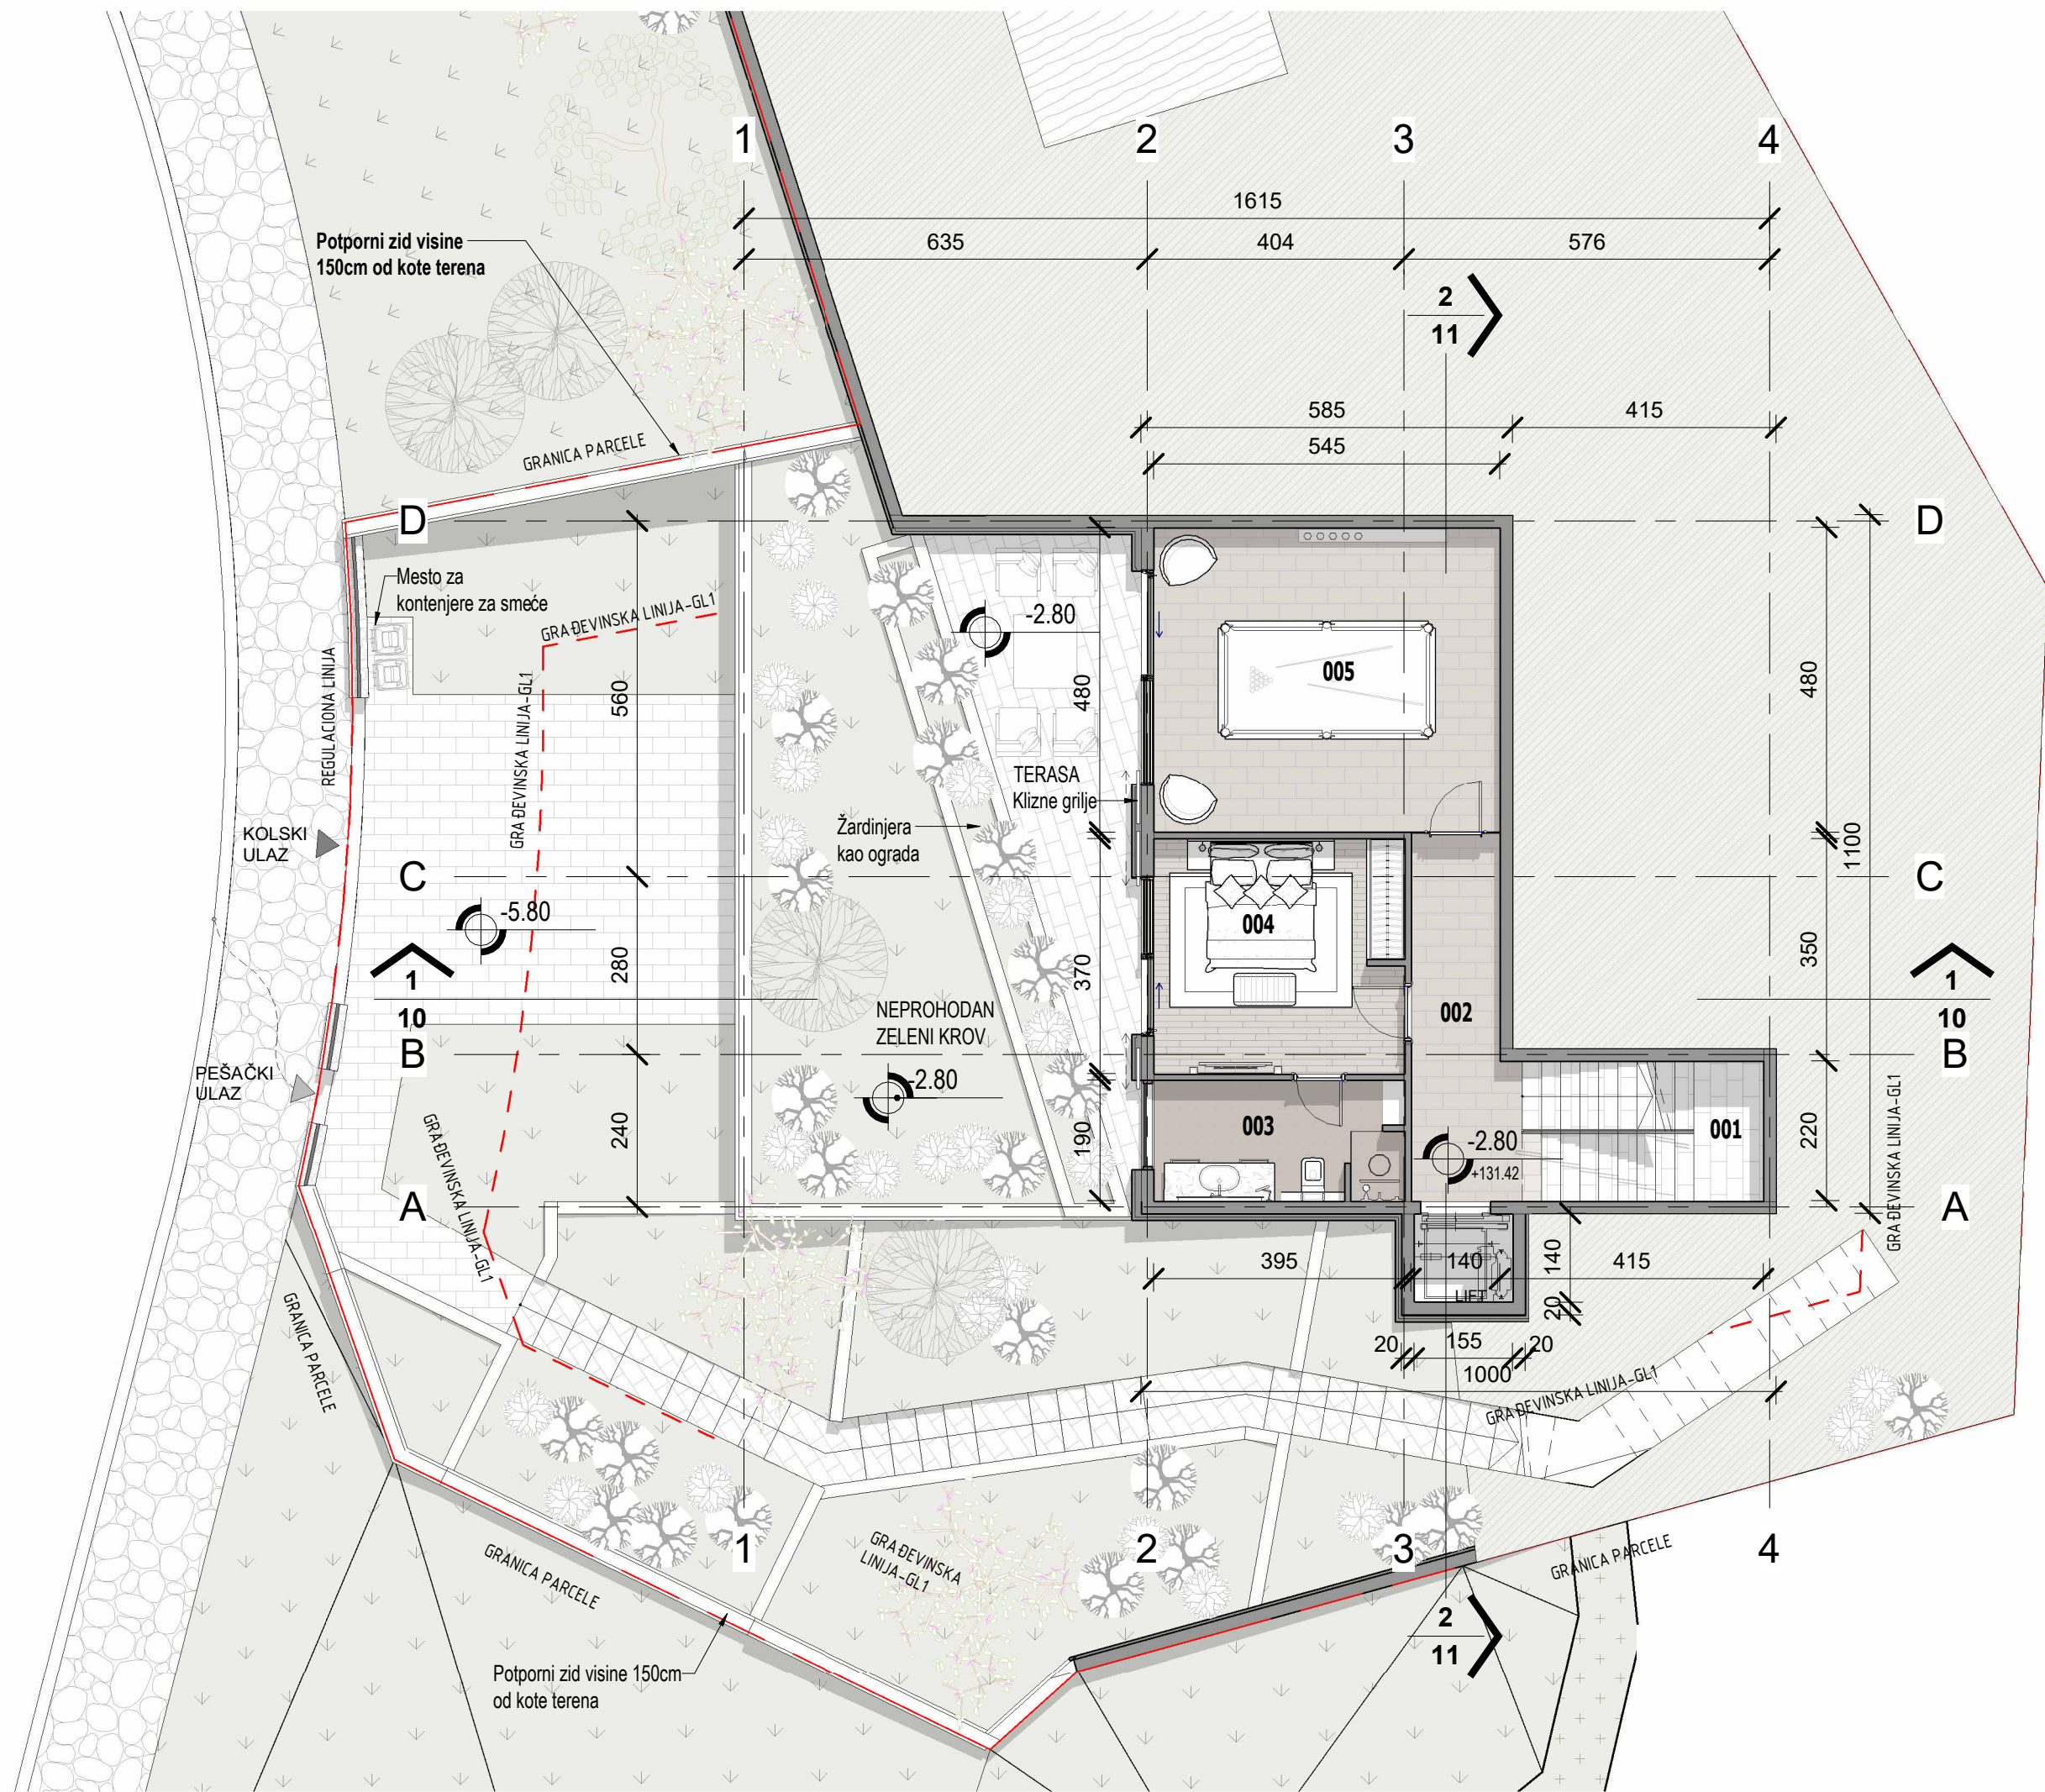 1
2
3
4
1615
635
404
576
Potporni zid visine
150cm od kote terena
2
11
585
415
545
GRANICA PARCELE
D
D
Mesto za
kontenjere za smeće
GRAĐEVINSKA LINIJA-GL1
-2.80
REGULACIONA LINIJA
GRAĐEVINSKA LINIJA-GL1
560
480
005
480
TERASA
Klizne grilje
KOLSKI
ULAZ
Žardinjera
kao ograda
1100
C
C
-5.80
004
280
370
350
1
10
1
10
NEPROHODAN
ZELENI KROV
002
B
B
PEŠAČKI
ULAZ
-2.80
GRAĐEVINSKA LINIJA-GL1
240
190
003
-2.80
+131.42
001
220
GRAĐEVINSKA LINIJA-GL1
A
A
395
140
140
415
LIFT
20
GRANICA PARCELE
20
155
20
1000
GRAĐEVINSKA LINIJA-GL1
1
2
3
4
GRAĐEVINSKA
LINIJA-GL1
GRANICA PARCELE
GRANICA PARCELE
2
11
Potporni zid visine 150cm
od kote terena